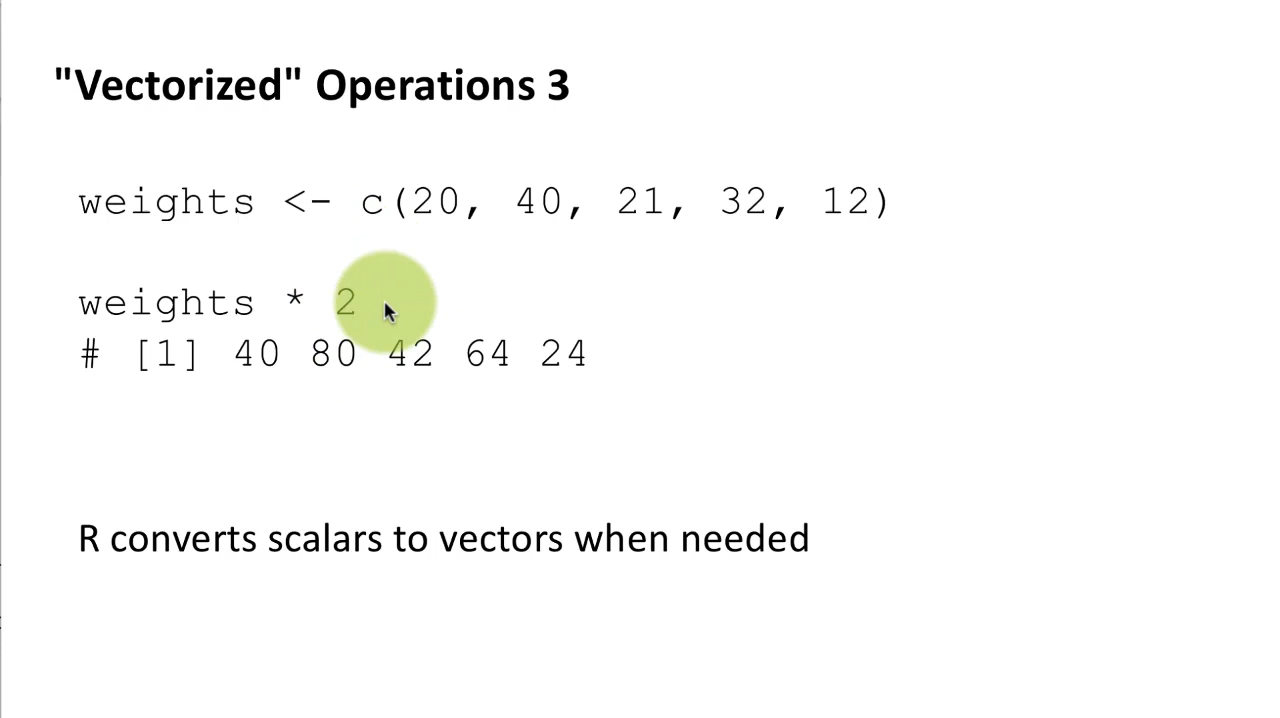 "Vectorized" Operations 3
weights <- c(20, 40, 21, 32, 12)
weights * 2
# [1] 40 80 42 64 24
R converts scalars to vectors when needed